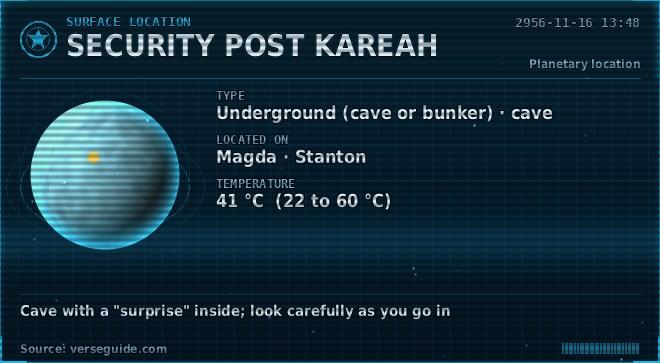 SURFACE LOCATION
2956-11-16 13:48
SECURITY POST KAREAH
Planetary location
TYPE
Underground (cave or bunker) · cave
LOCATED ON
Magda · Stanton
TEMPERATURE
41 °C (22 to 60 °C)
Cave with a "surprise" inside; look carefully as you go in
Source: verseguide.com